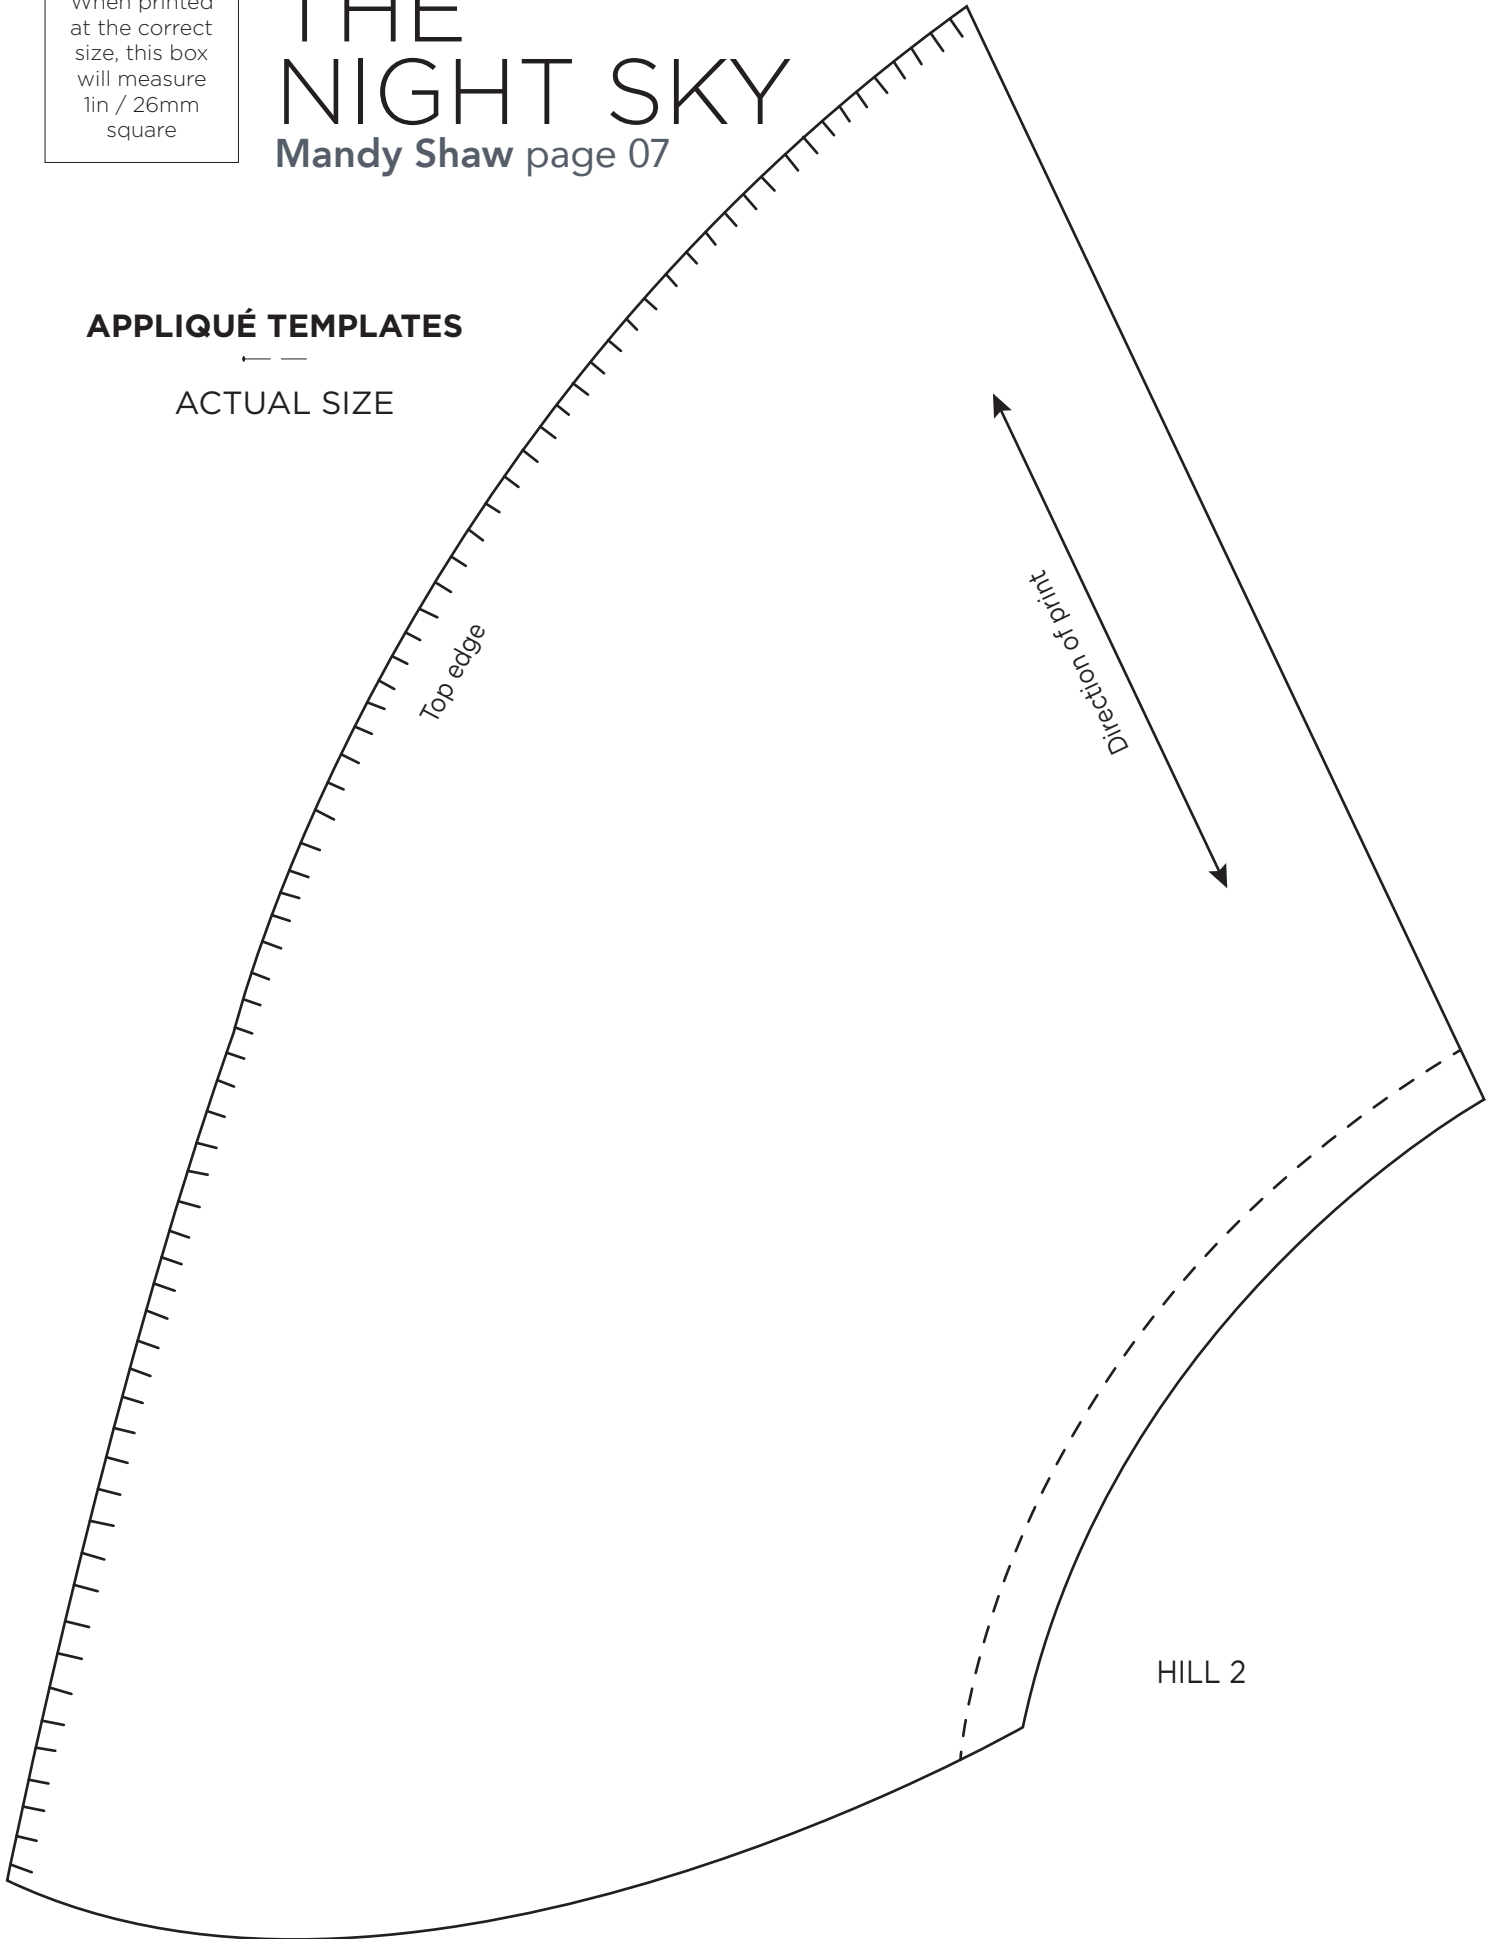 When printed
at the correct
size, this box
will measure
1in / 26mm
square
THE
NIGHT SKY
Mandy Shaw page 07
APPLIQUÉ TEMPLATES
ACTUAL SIZE
Top edge
Direction of print
HILL 2